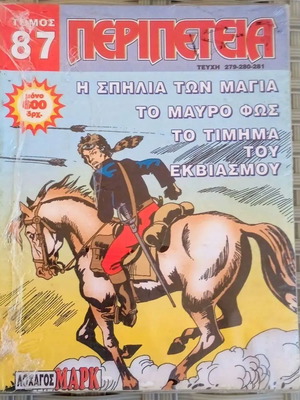 ΤΟΜΟΣ
87
ΠΕΡΙΠΕΤΕΙΑ
ΤΕΥΧΗ 279-280-281
μόνο
800
δρχ.
Η ΣΠΗΛΙΑ ΤΩΝ ΜΑΓΙΑ
ΤΟ ΜΑΥΡΟ ΦΩΣ
ΤΟ ΤΙΜΗΜΑ
ΤΟΥ
ΕΚΒΙΑΣΜΟΥ
ΛΟΧΑΓΟΣ ΜΑΡΚ